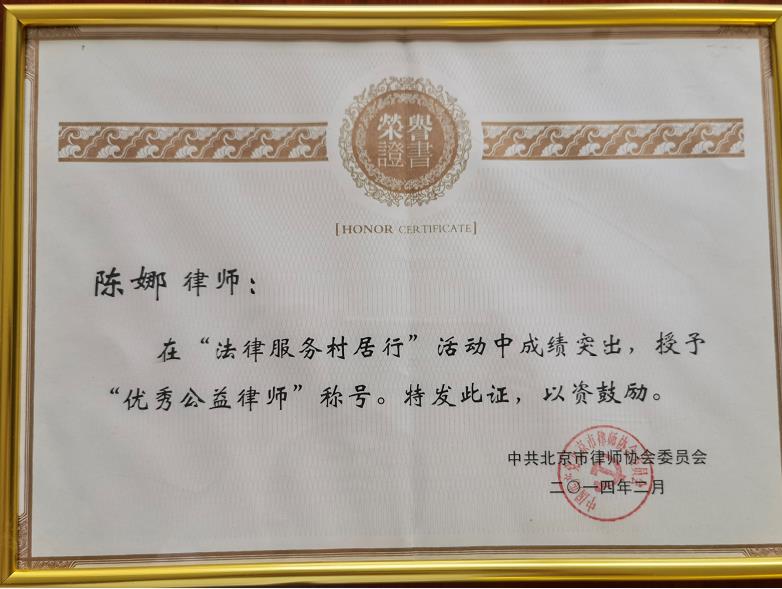 榮譽
證書
[HONOR CERTIFICATE]
陈娜 律师：
在“法律服务村居行”活动中成绩突出，授予
“优秀公益律师”称号。特发此证，以资鼓励。
中共北京市律师协会委员会
二〇一四年二月